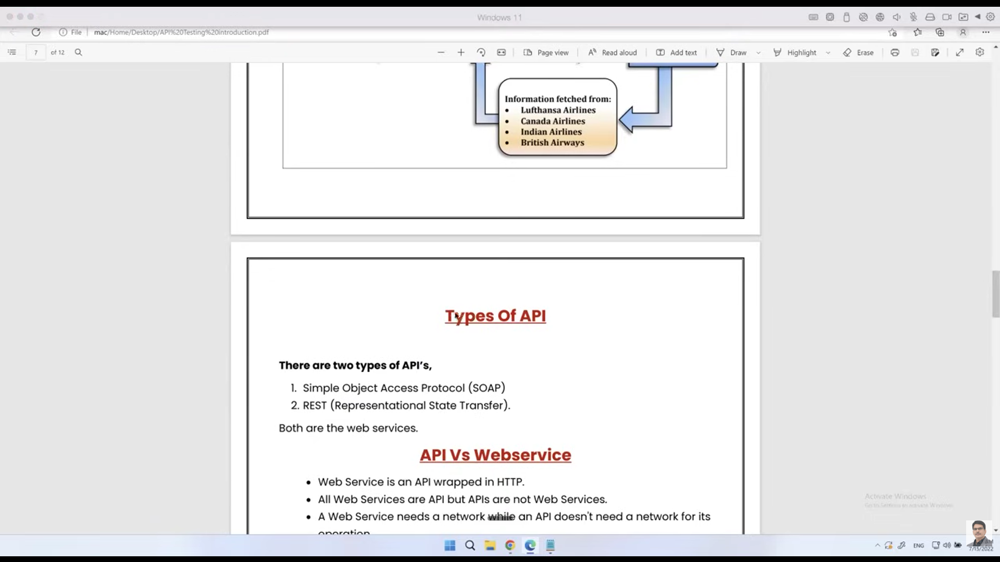 Windows 11
File mac/Home/Desktop/API%20Testing%20introduction.pdf
7 of 12 Page view Read aloud Add text Draw Highlight Erase
Information fetched from:
• Lufthansa Airlines
• Canada Airlines
• Indian Airlines
• British Airways
Types Of API
There are two types of API's,
1. Simple Object Access Protocol (SOAP)
2. REST (Representational State Transfer).
Both are the web services.
API Vs Webservice
• Web Service is an API wrapped in HTTP.
• All Web Services are API but APIs are not Web Services.
• A Web Service needs a network while an API doesn't need a network for its
operation
Activate Windows
Go to Settings to activate Windows
ENG
7/15/2022